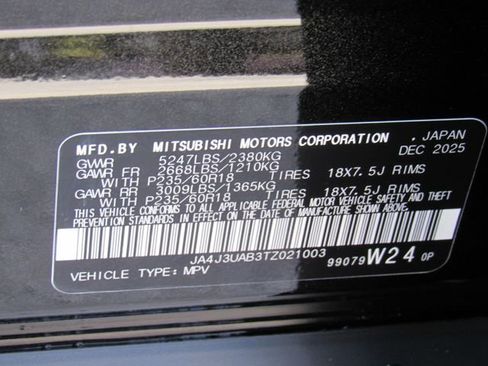 MFD.BY MITSUBISHI MOTORS CORPORATION . JAPAN
GVWR 5247LBS/2380KG DEC 2025
GAWR FR 2668LBS/1210KG
WITH P235/60R18 TIRES 18X7.5J RIMS
GAWR RR 3009LBS/1365KG
WITH P235/60R18 TIRES 18X7.5J RIMS
THIS VEHICLE CONFORMS TO ALL APPLICABLE FEDERAL MOTOR VEHICLE SAFETY, BUMPER, AND THEFT
PREVENTION STANDARDS IN EFFECT ON THE DATE OF MANUFACTURE SHOWN ABOVE.
JA4J3UAB3TZ021003
VEHICLE TYPE: MPV 99079 W24 0P